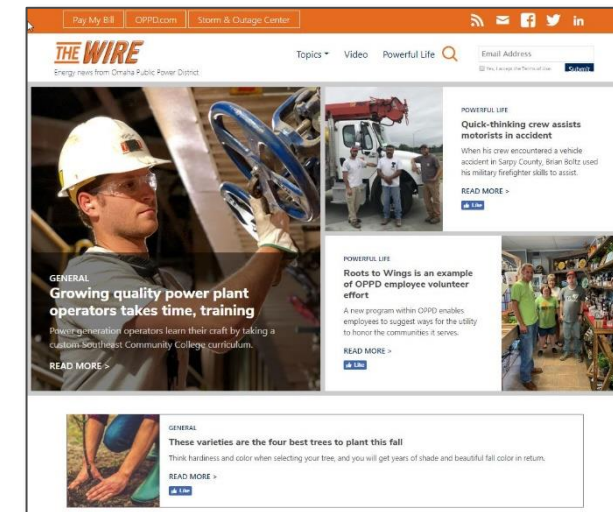 Pay My Bill
OPPD.com
Storm & Outage Center
THE WIRE
Energy news from Omaha Public Power District
Topics
Video
Powerful Life
Email Address
Yes, I accept the Terms of Use
Submit
GENERAL
Growing quality power plant
operators takes time, training
Power generation operators learn their craft by taking a
custom Southeast Community College curriculum.
READ MORE >
POWERFUL LIFE
Quick-thinking crew assists
motorists in accident
When his crew encountered a vehicle
accident in Sarpy County, Brian Boltz used
his military firefighter skills to assist.
READ MORE >
Like
POWERFUL LIFE
Roots to Wings is an example
of OPPD employee volunteer
effort
A new program within OPPD enables
employees to suggest ways for the utility
to honor the communities it serves.
READ MORE >
Like
GENERAL
These varieties are the four best trees to plant this fall
Think hardiness and color when selecting your tree, and you will get years of shade and beautiful fall color in return.
READ MORE >
Like